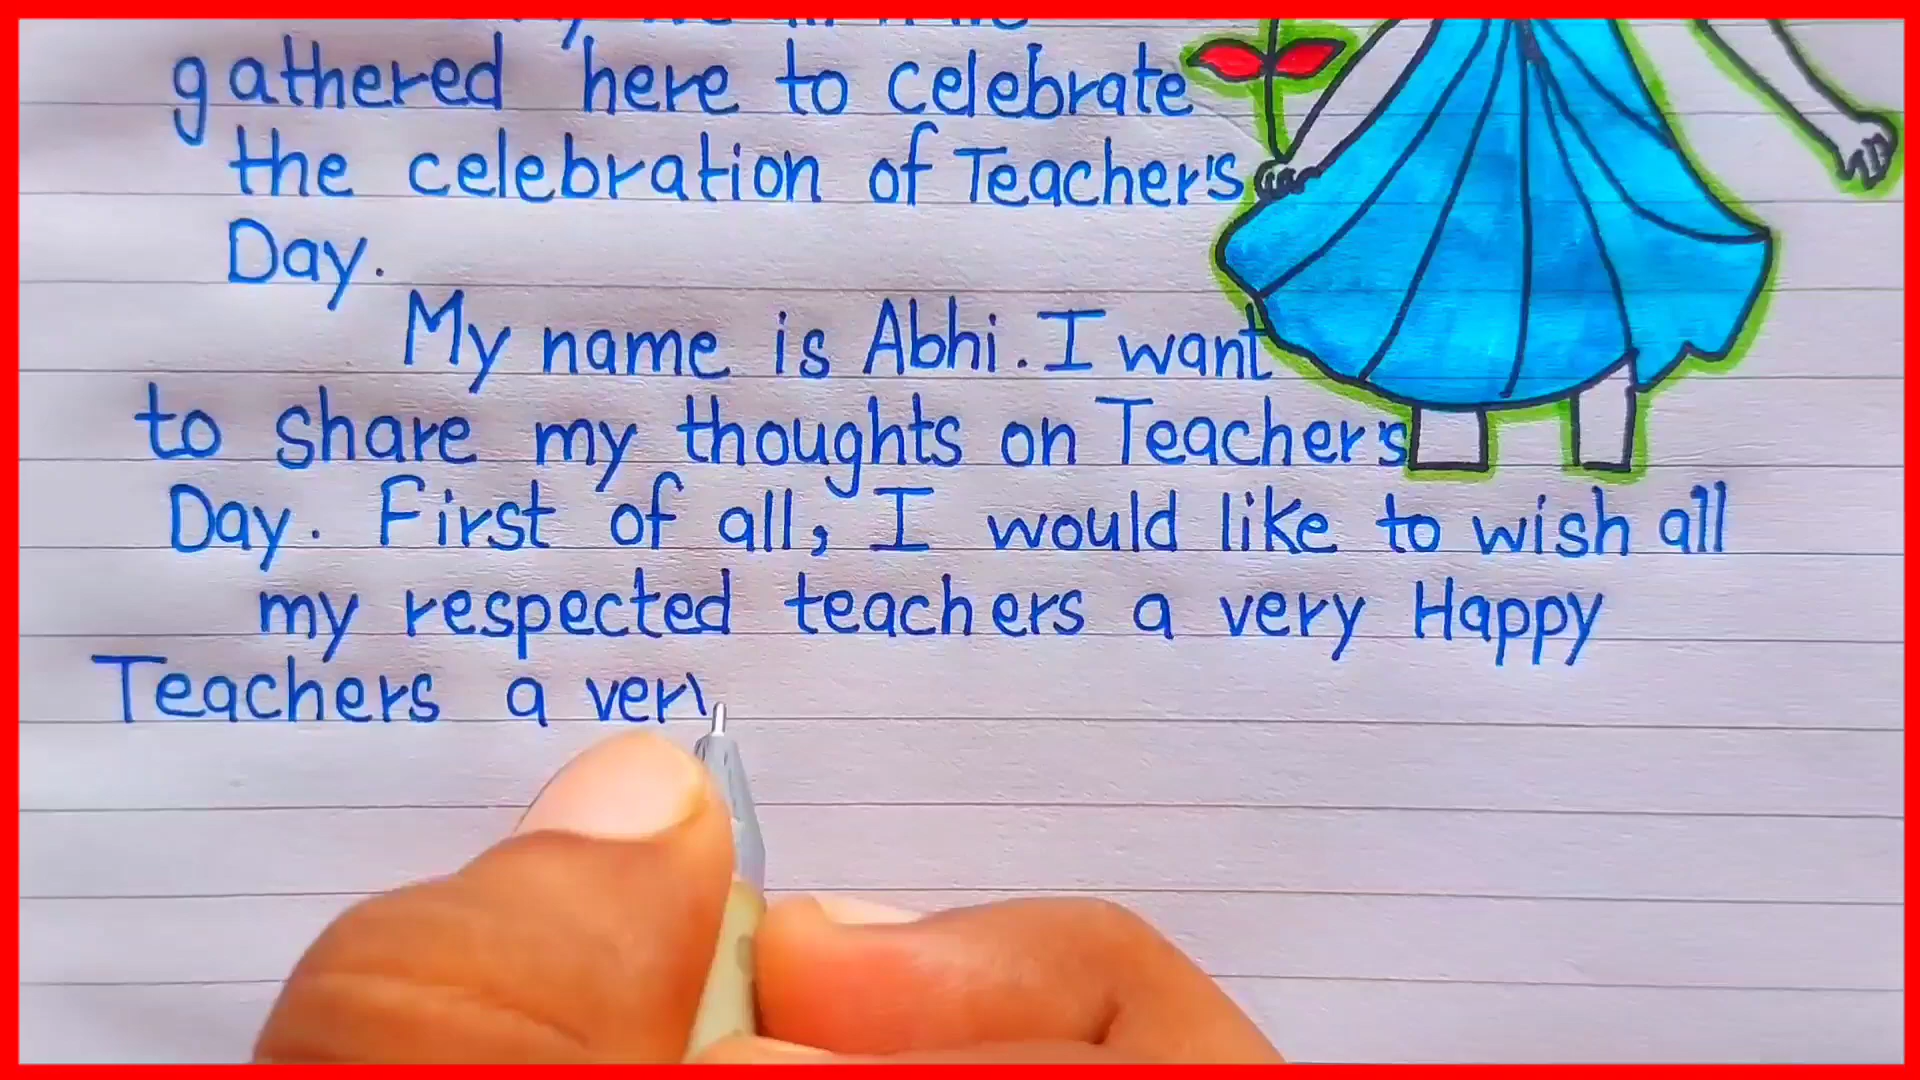 gathered here to celebrate
the celebration of Teacher's
Day.
My name is Abhi. I want
to share my thoughts on Teacher's
Day. First of all, I would like to wish all
my respected teachers a very Happy
Teachers a ver